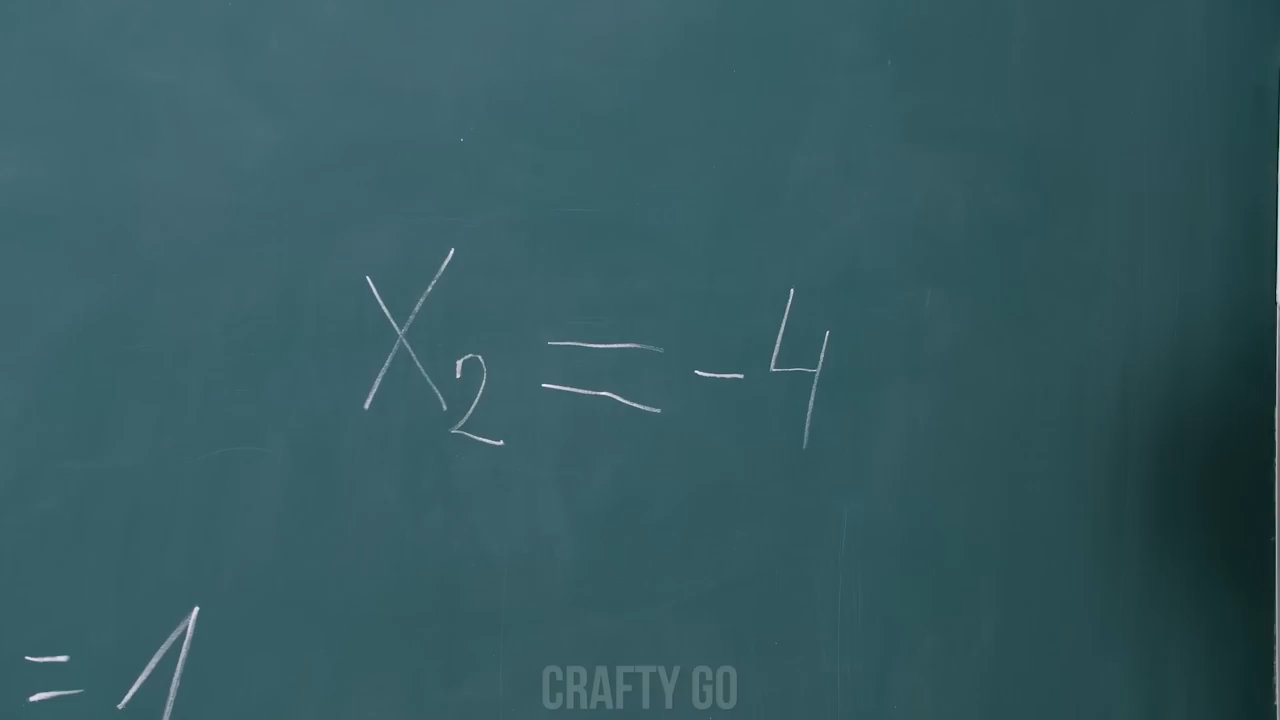 X₂ = -4
= 1
CRAFTY GO